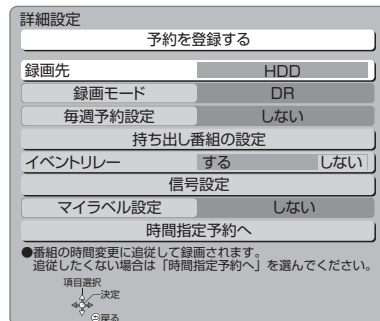 詳細設定
予約を登録する
録画先 HDD
録画モード DR
毎週予約設定 しない
持ち出し番組の設定
イベントリレー する しない
信号設定
マイラベル設定 しない
時間指定予約へ
●番組の時間変更に追従して録画されます。
追従したくない場合は「時間指定予約へ」を選んでください。
項目選択
決定
戻る